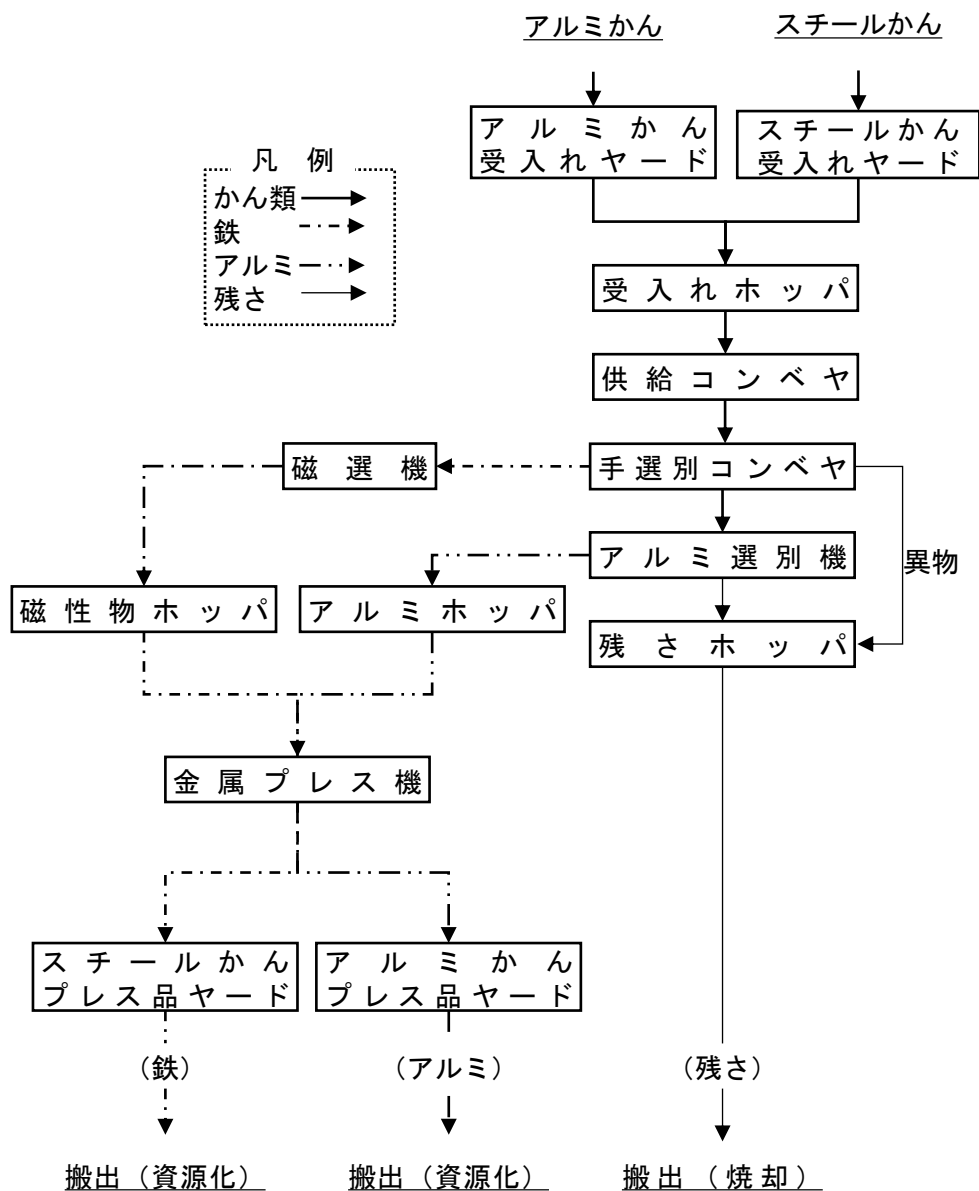 アルミかん
スチールかん
アルミかん
受入れヤード
スチールかん
受入れヤード
凡 例
かん類
鉄
アルミ
残さ
受入れホッパ
供給コンベヤ
磁選機
手選別コンベヤ
アルミ選別機
異物
磁性物ホッパ
アルミホッパ
残さホッパ
金属プレス機
スチールかん
プレス品ヤード
アルミかん
プレス品ヤード
(鉄)
(アルミ)
(残さ)
搬出(資源化)
搬出(資源化)
搬出(焼却)